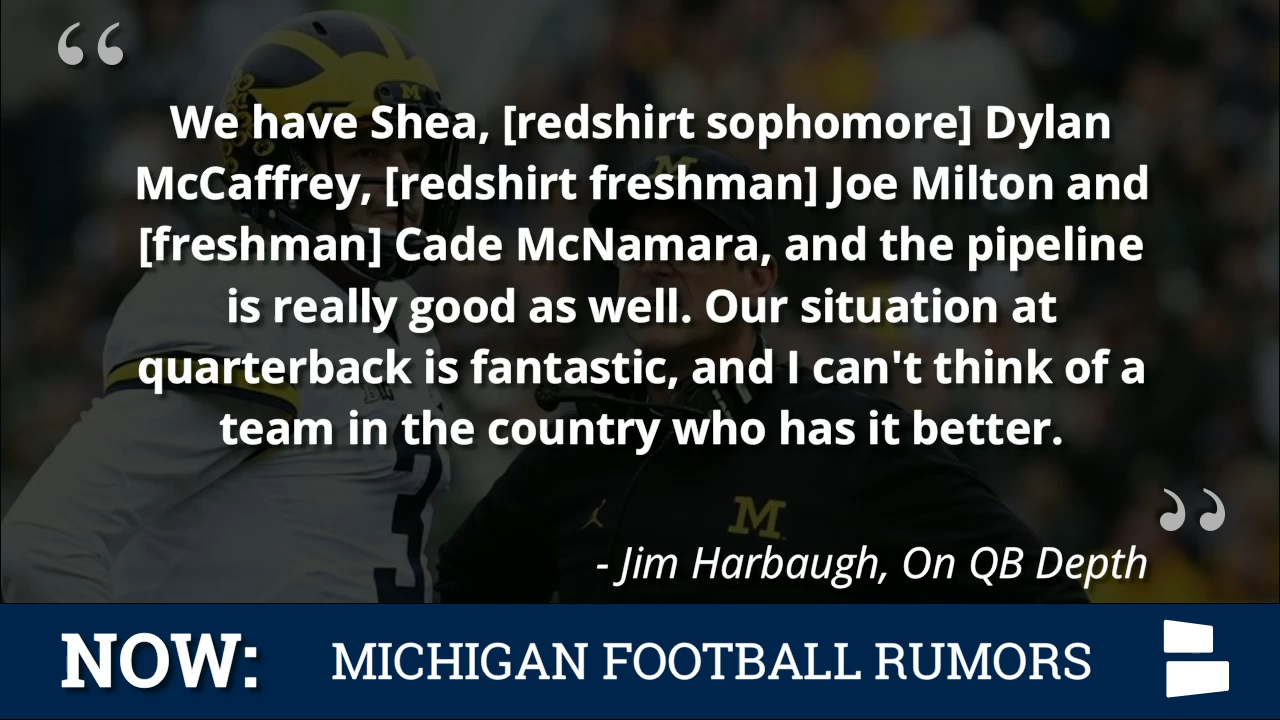 “
We have Shea, [redshirt sophomore] Dylan
McCaffrey, [redshirt freshman] Joe Milton and
[freshman] Cade McNamara, and the pipeline
is really good as well. Our situation at
quarterback is fantastic, and I can't think of a
team in the country who has it better.
”
- Jim Harbaugh, On QB Depth
NOW: MICHIGAN FOOTBALL RUMORS